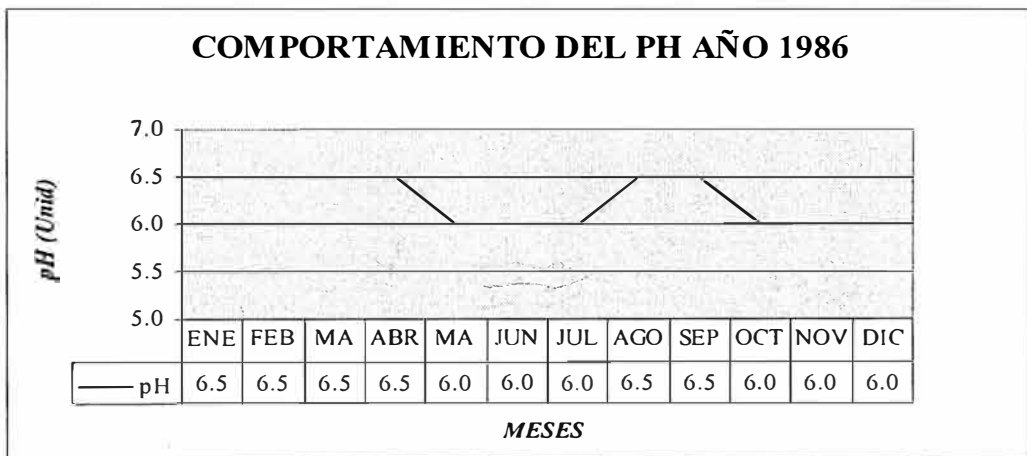 COMPORTAMIENTO DEL PH AÑO 1986
pH (Unid)
7.0
6.5
6.0
5.5
5.0
ENE FEB MA ABR MA JUN JUL AGO SEP OCT NOV DIC
pH 6.5 6.5 6.5 6.5 6.0 6.0 6.0 6.5 6.5 6.0 6.0 6.0
MESES